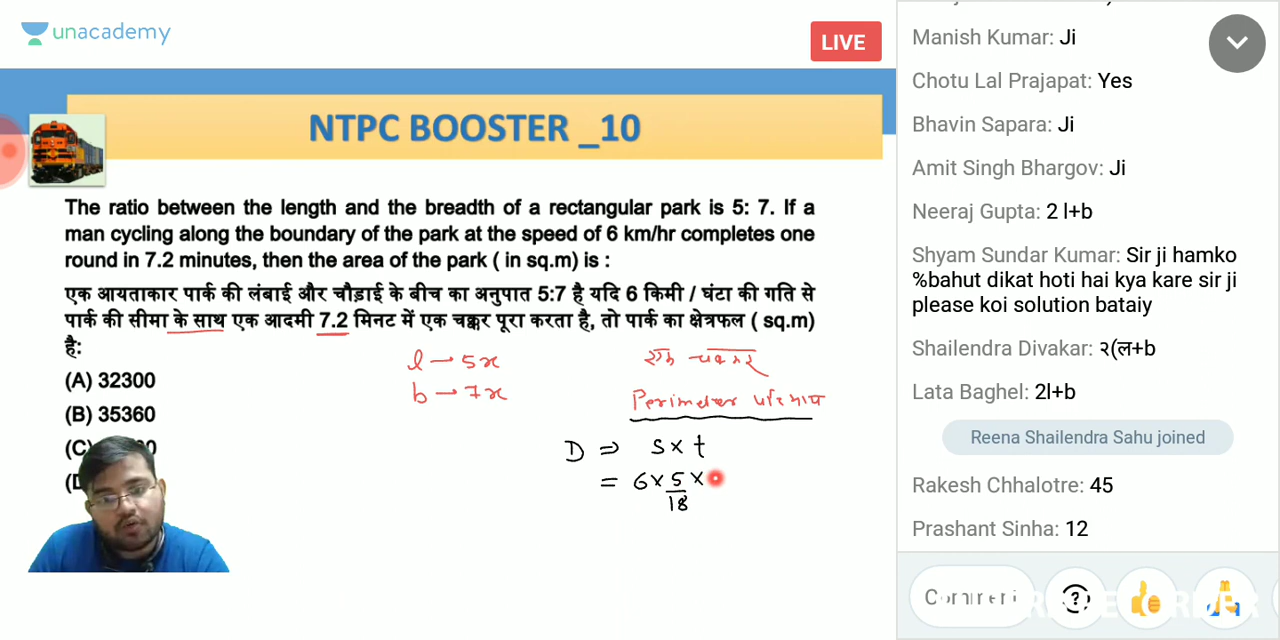 unacademy
LIVE
NTPC BOOSTER _10
The ratio between the length and the breadth of a rectangular park is 5: 7. If a
man cycling along the boundary of the park at the speed of 6 km/hr completes one
round in 7.2 minutes, then the area of the park ( in sq.m) is :
एक आयताकार पार्क की लंबाई और चौड़ाई के बीच का अनुपात 5:7 है यदि 6 किमी / घंटा की गति से
पार्क की सीमा के साथ एक आदमी 7.2 मिनट में एक चक्कर पूरा करता है, तो पार्क का क्षेत्रफल ( sq.m)
है:
(A) 32300
(B) 35360
(C)
(D
l → 5x
b → 7x
एक चक्कर
Perimeter परिमाप
D ⇒ s × t
= 6 × 5/18 ×
Manish Kumar: Ji
Chotu Lal Prajapat: Yes
Bhavin Sapara: Ji
Amit Singh Bhargov: Ji
Neeraj Gupta: 2 l+b
Shyam Sundar Kumar: Sir ji hamko
%bahut dikat hoti hai kya kare sir ji
please koi solution bataiy
Shailendra Divakar: २(ल+b
Lata Baghel: 2l+b
Reena Shailendra Sahu joined
Rakesh Chhalotre: 45
Prashant Sinha: 12